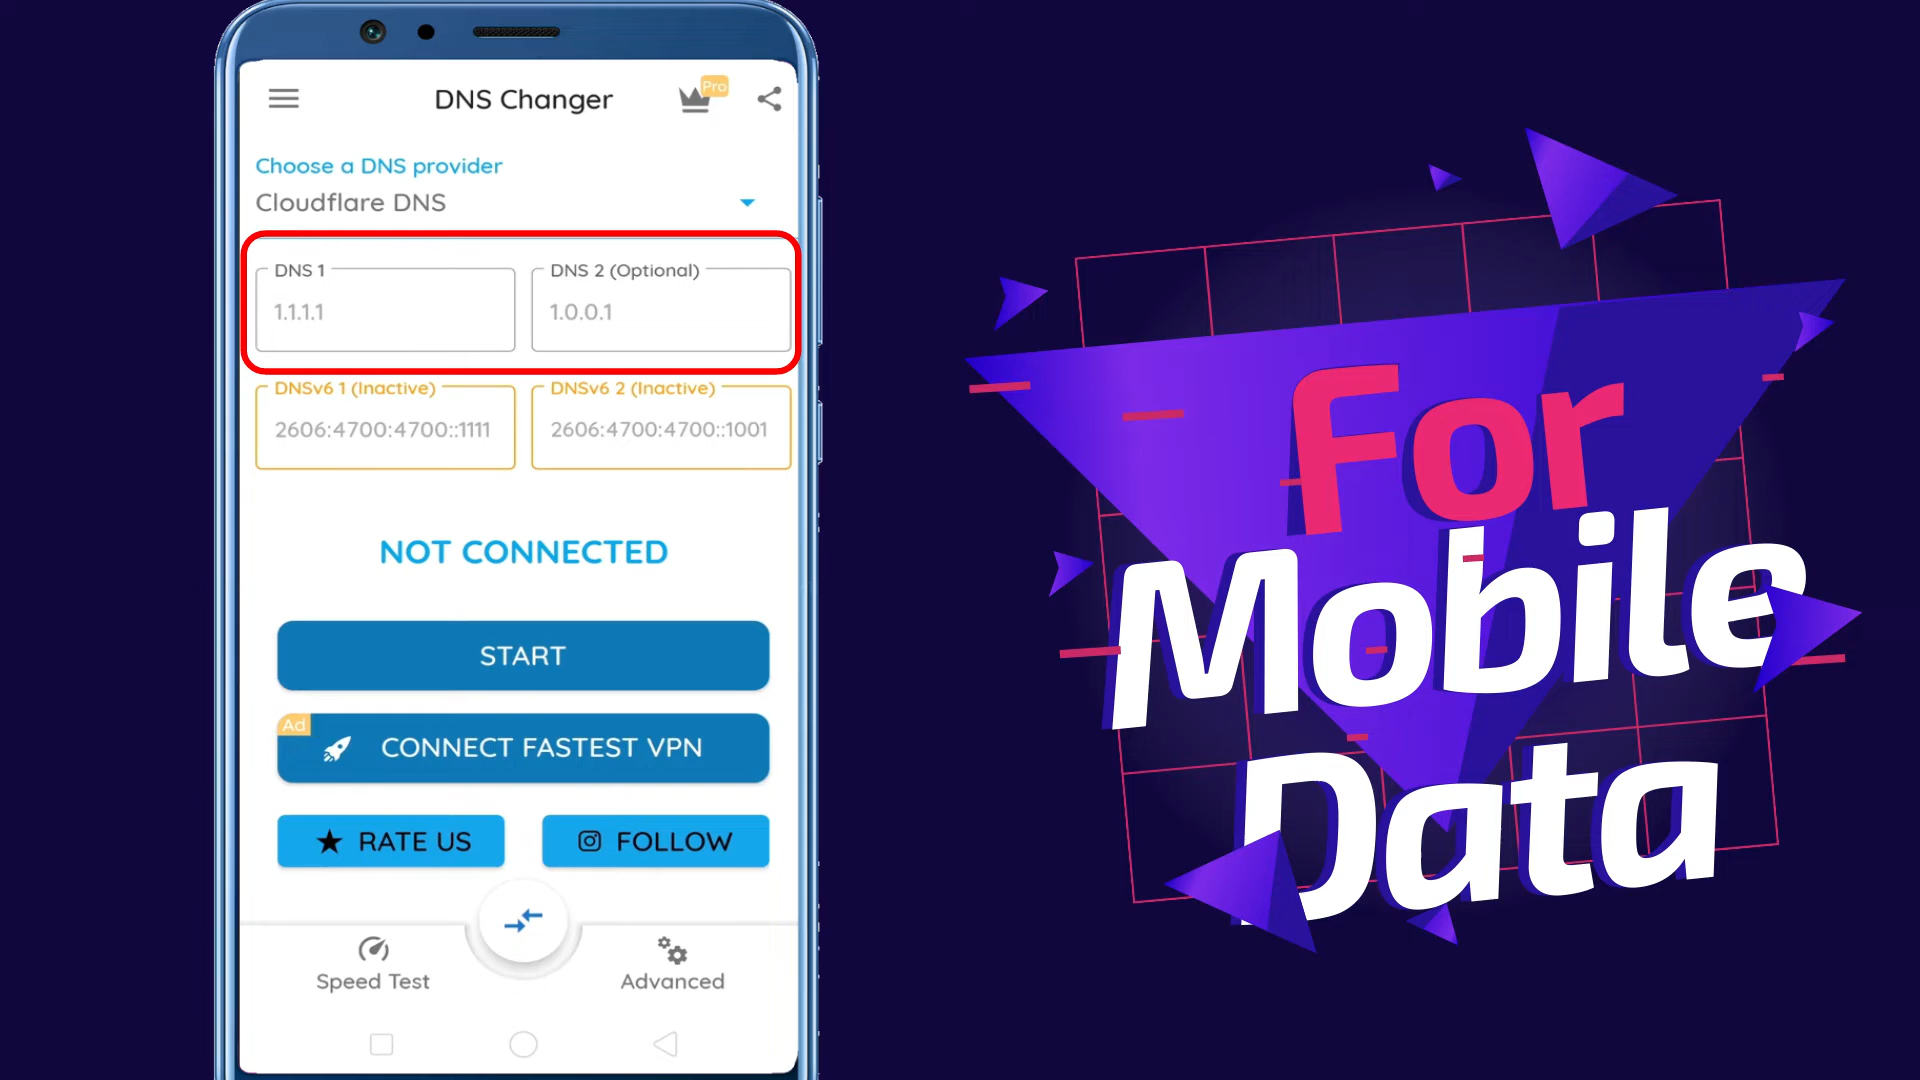 DNS Changer
Pro
Choose a DNS provider
Cloudflare DNS
DNS 1
DNS 2 (Optional)
1.1.1.1
1.0.0.1
DNSv6 1 (Inactive)
DNSv6 2 (Inactive)
2606:4700:4700::1111
2606:4700:4700::1001
NOT CONNECTED
START
Ad
CONNECT FASTEST VPN
RATE US
FOLLOW
Speed Test
Advanced
For
Mobile
Data